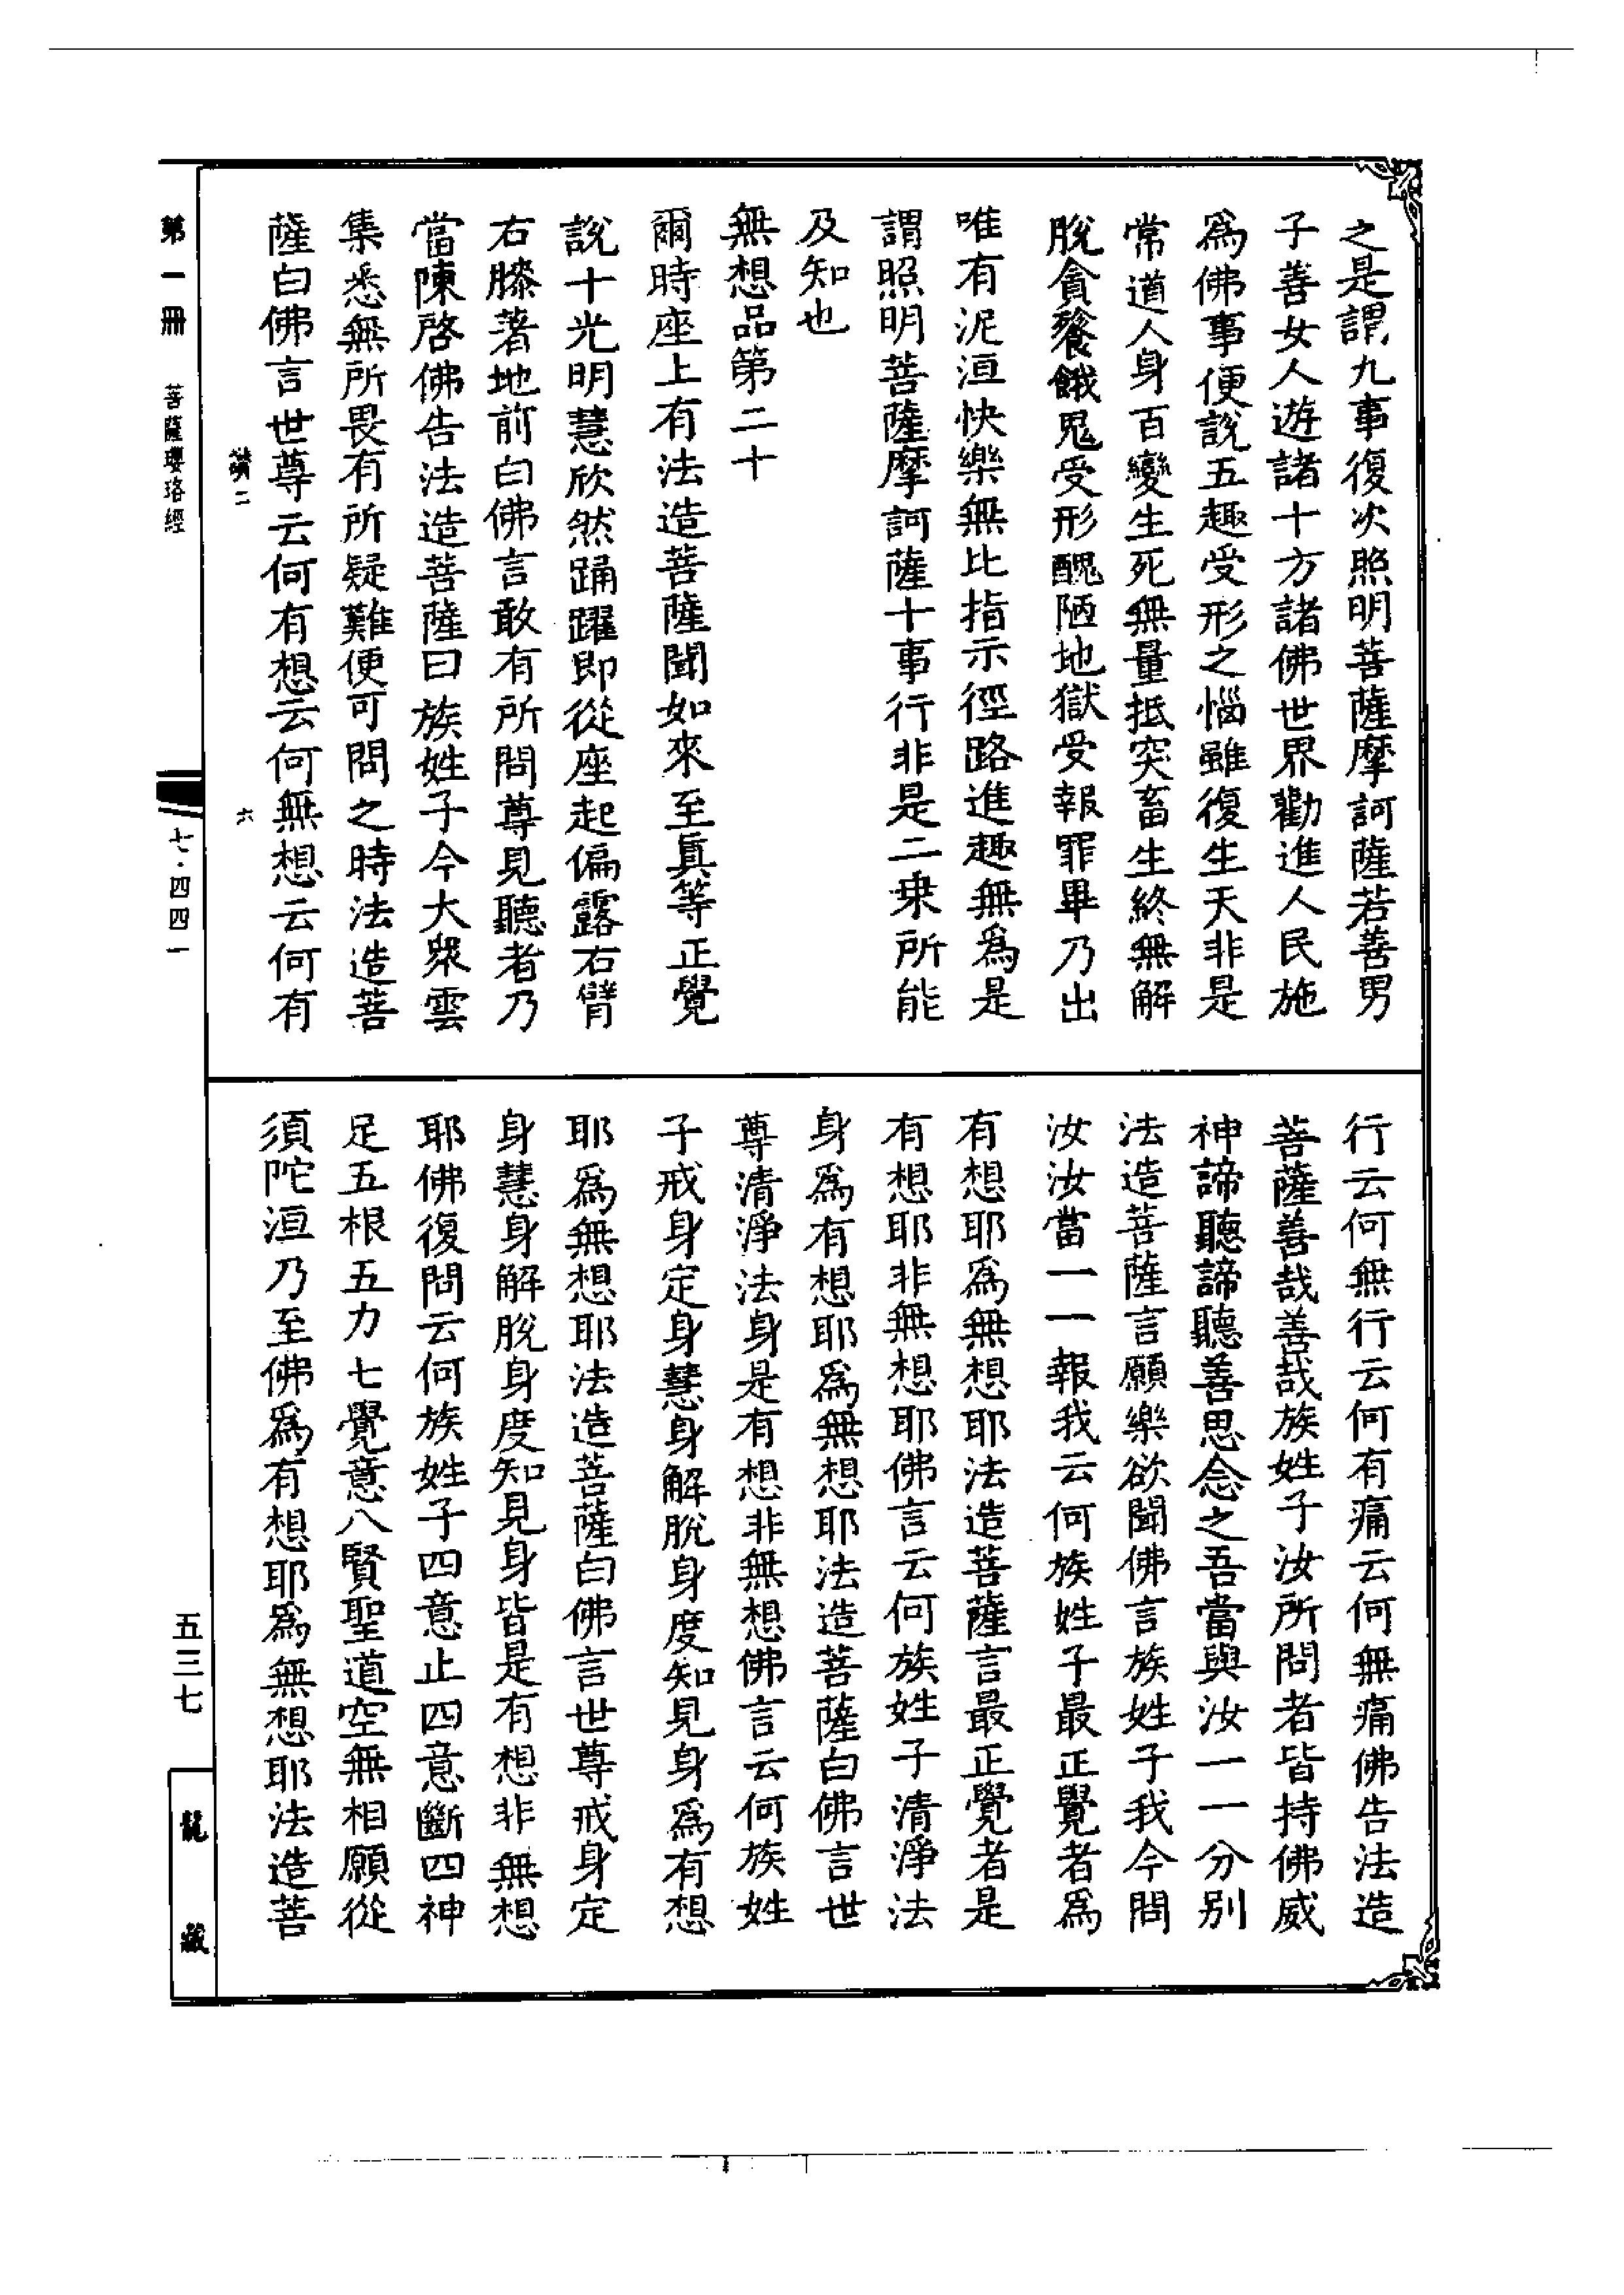 之是謂九事復次照明菩薩摩訶薩若善男
子善女人遊諸十方諸佛世界勸進人民施
爲佛事便說五趣受形之惱雖復生天非是
常道人身百變生死無量抵突畜生終無解
脫貪餮餓鬼受形醜陋地獄受報罪畢乃出
唯有泥洹快樂無比指示徑路進趣無爲是
謂照明菩薩摩訶薩十事行非是二乗所能
及知也
無想品第二十
爾時座上有法造菩薩聞如來至真等正覺
說十光明慧欣然踊躍即從座起偏露右臂
右膝著地前白佛言敢有所問尊見聽者乃
當陳啓佛告法造菩薩曰族姓子今大衆雲
集悉無所畏有所疑難便可問之時法造菩
薩白佛言世尊云何有想云何無想云何有
行云何無行云何有痛云何無痛佛告法造
菩薩善哉善哉族姓子汝所問者皆持佛威
神諦聽諦聽善思念之吾當與汝一一分別
法造菩薩言願樂欲聞佛言族姓子我今問
汝汝當一一報我云何族姓子最正覺者爲
有想耶爲無想耶法造菩薩言最正覺者是
有想耶非無想耶佛言云何族姓子清淨法
身爲有想耶爲無想耶法造菩薩白佛言世
尊清淨法身是有想非無想佛言云何族姓
子戒身定身慧身解脫身度知見身爲有想
耶爲無想耶法造菩薩白佛言世尊戒身定
身慧身解脫身度知見身皆是有想非無想
耶佛復問云何族姓子四意止四意斷四神
足五根五力七覺意八賢聖道空無相願從
須陀洹乃至佛爲有想耶爲無想耶法造菩
第一冊
菩薩瓔珞經
二
六
七·四四一
五三七
龍藏